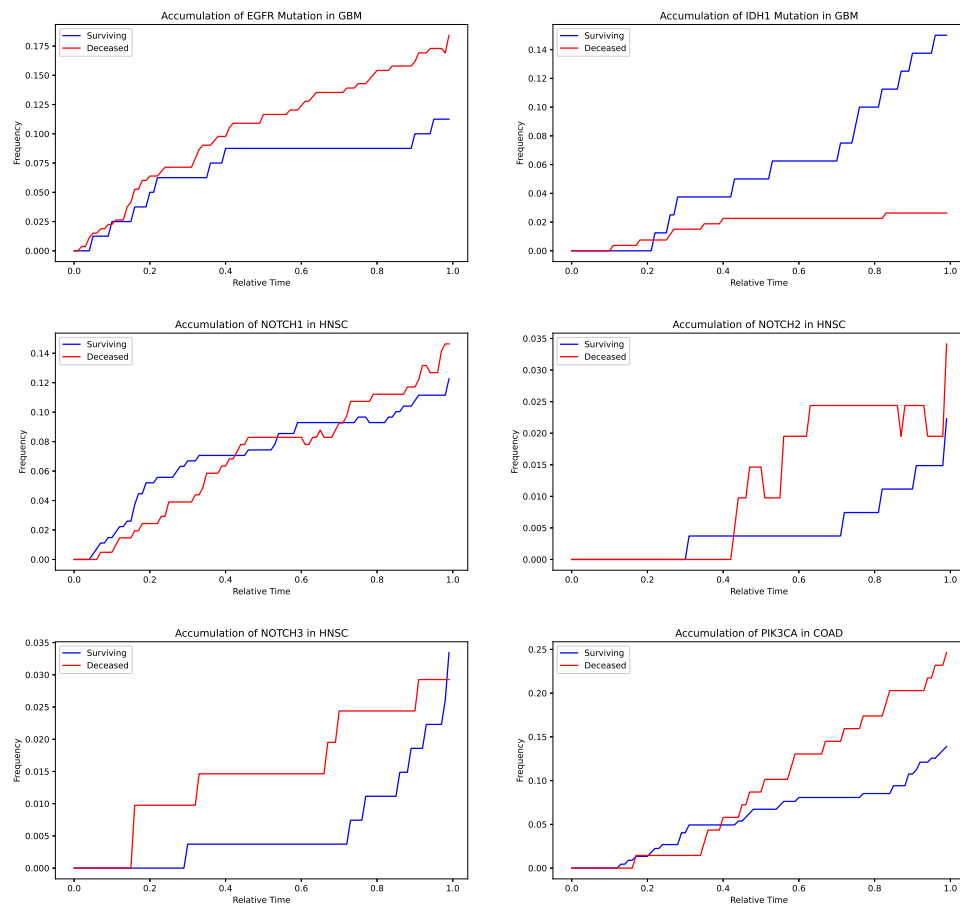 Accumulation of EGFR Mutation in GBM
Surviving
Deceased
0.175
0.150
0.125
0.100
0.075
0.050
0.025
0.000
Frequency
0.0 0.2 0.4 0.6 0.8 1.0
Relative Time
Accumulation of IDH1 Mutation in GBM
Surviving
Deceased
0.14
0.12
0.10
0.08
0.06
0.04
0.02
0.00
Frequency
0.0 0.2 0.4 0.6 0.8 1.0
Relative Time
Accumulation of NOTCH1 in HNSC
Surviving
Deceased
0.14
0.12
0.10
0.08
0.06
0.04
0.02
0.00
Frequency
0.0 0.2 0.4 0.6 0.8 1.0
Relative Time
Accumulation of NOTCH2 in HNSC
Surviving
Deceased
0.035
0.030
0.025
0.020
0.015
0.010
0.005
0.000
Frequency
0.0 0.2 0.4 0.6 0.8 1.0
Relative Time
Accumulation of NOTCH3 in HNSC
Surviving
Deceased
0.035
0.030
0.025
0.020
0.015
0.010
0.005
0.000
Frequency
0.0 0.2 0.4 0.6 0.8 1.0
Relative Time
Accumulation of PIK3CA in COAD
Surviving
Deceased
0.25
0.20
0.15
0.10
0.05
0.00
Frequency
0.0 0.2 0.4 0.6 0.8 1.0
Relative Time